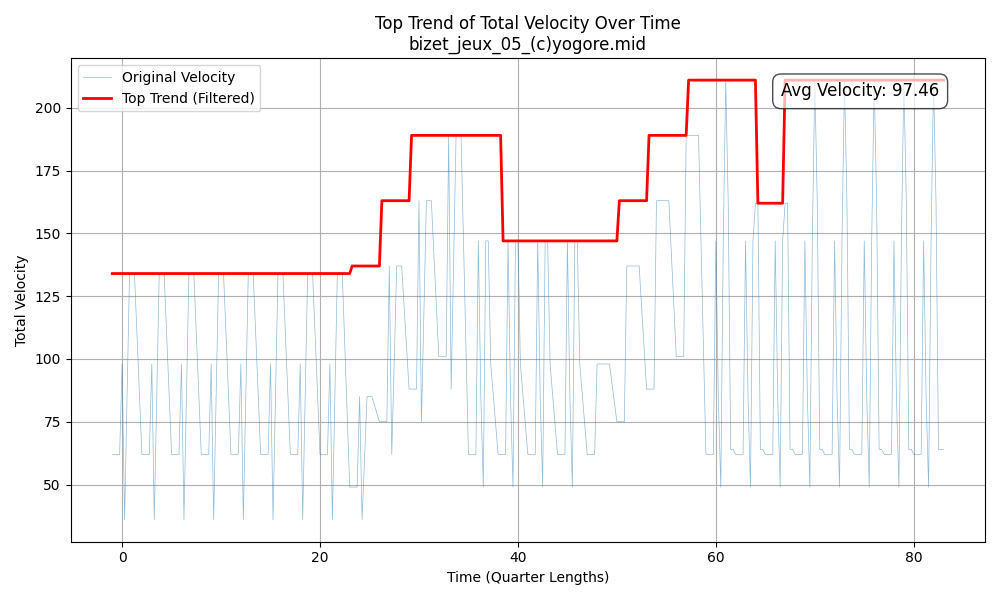 Top Trend of Total Velocity Over Time
bizet_jeux_05_(c)yogore.mid
Original Velocity
Top Trend (Filtered)
Avg Velocity: 97.46
Total Velocity
200
175
150
125
100
75
50
0 20 40 60 80
Time (Quarter Lengths)